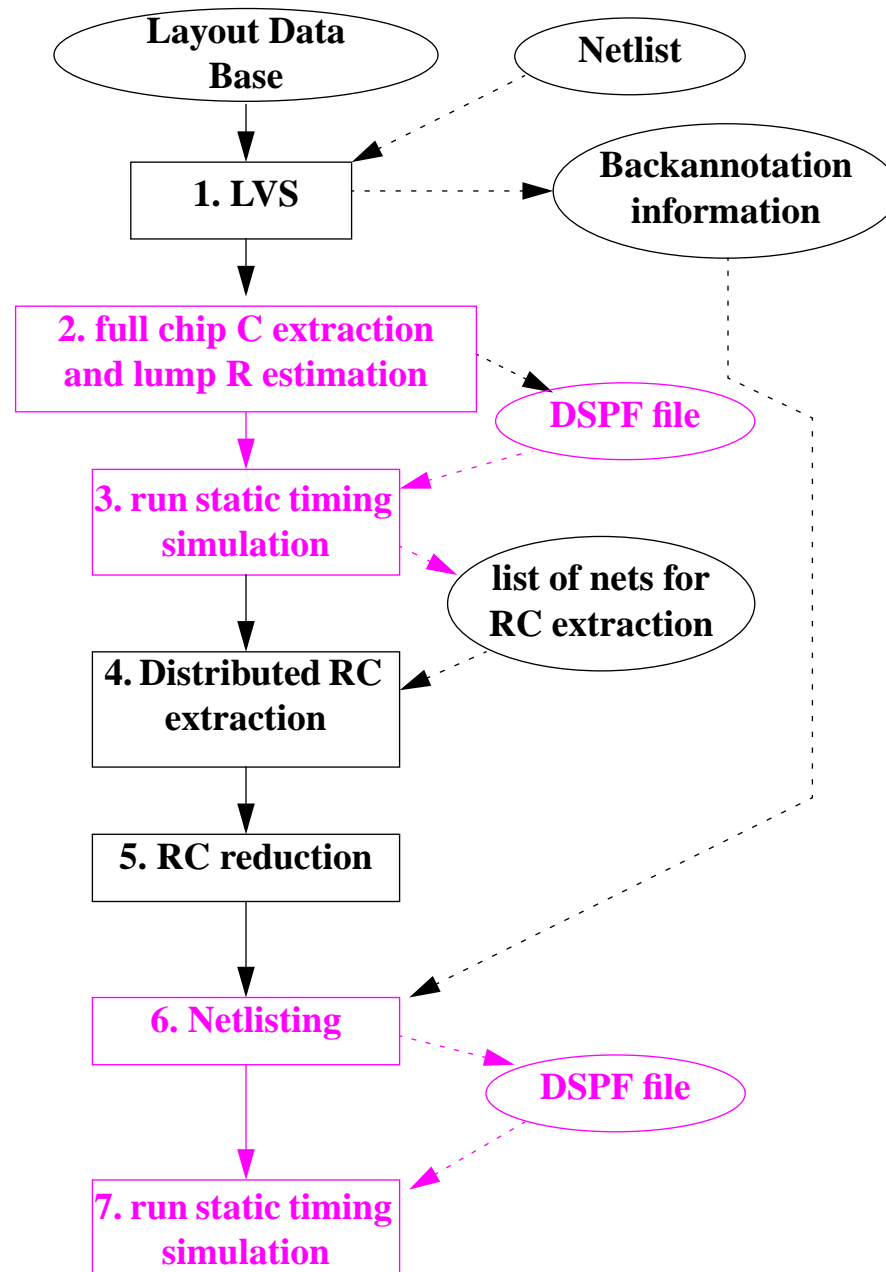 Layout Data
Base
Netlist
1. LVS
Backannotation
information
2. full chip C extraction
and lump R estimation
DSPF file
3. run static timing
simulation
list of nets for
RC extraction
4. Distributed RC
extraction
5. RC reduction
6. Netlisting
DSPF file
7. run static timing
simulation